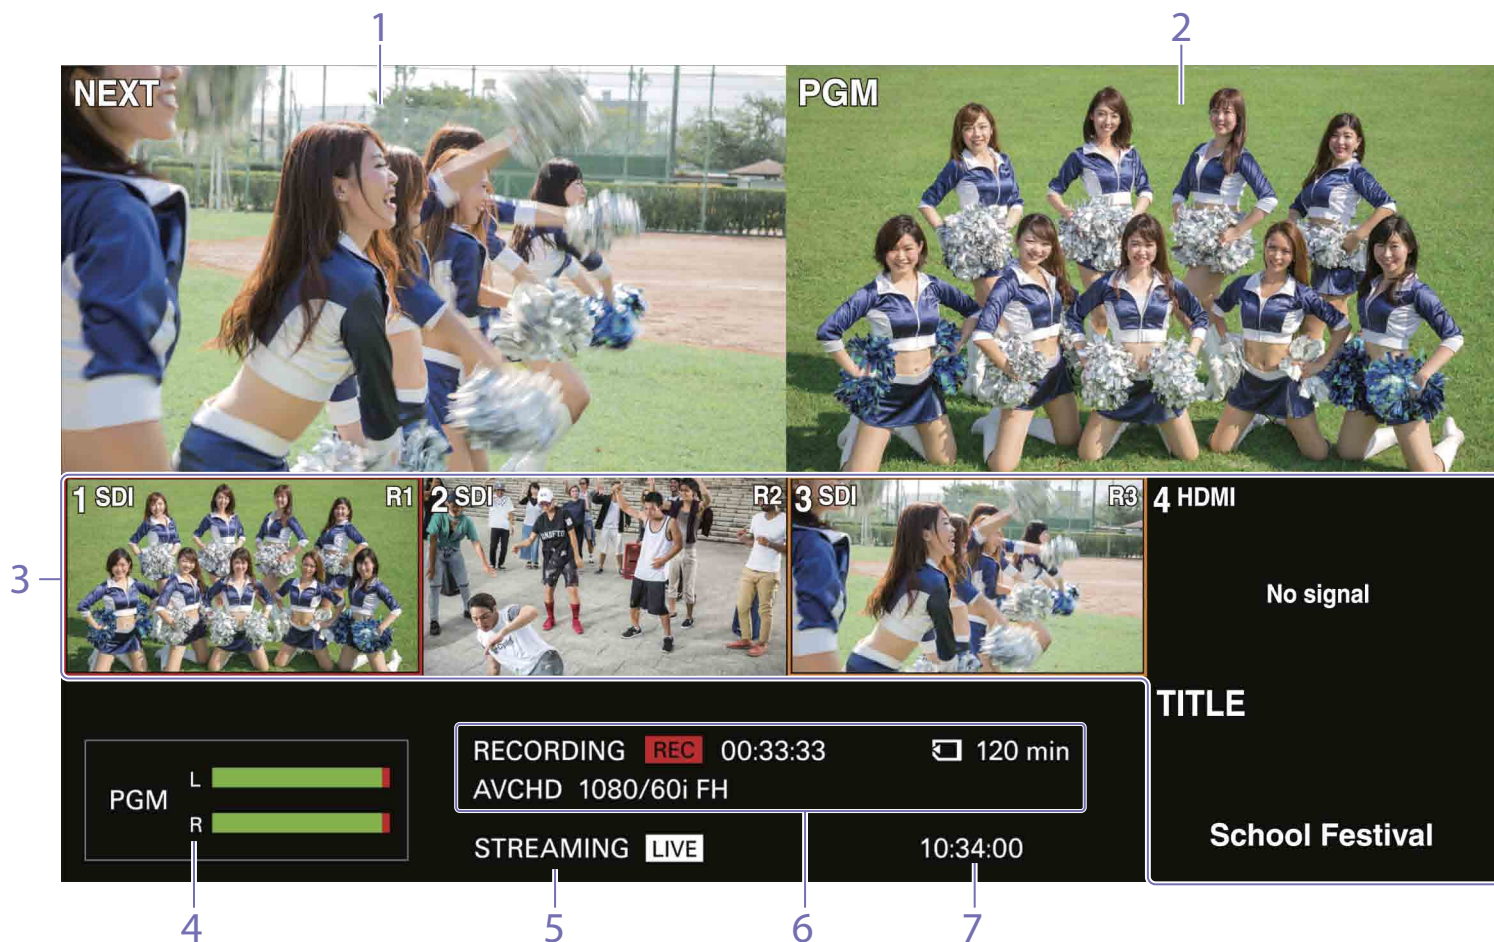 1
2
NEXT
PGM
1 SDI R1
2 SDI R2
3 SDI R3
4 HDMI
UNSFTD
No signal
3
TITLE
RECORDING REC 00:33:33 120 min
AVCHD 1080/60i FH
PGM
L
R
STREAMING LIVE 10:34:00
School Festival
4
5
6
7